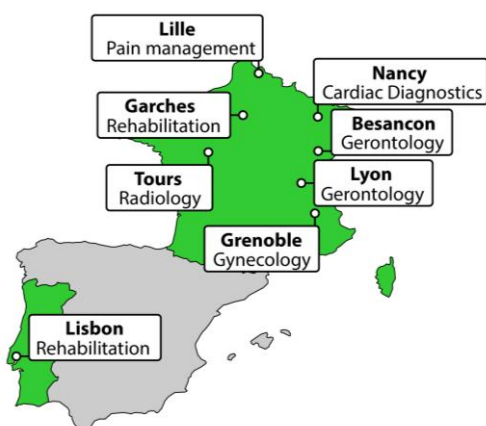 Lille
Pain management
Nancy
Cardiac Diagnostics
Garches
Rehabilitation
Besancon
Gerontology
Tours
Radiology
Lyon
Gerontology
Grenoble
Gynecology
Lisbon
Rehabilitation